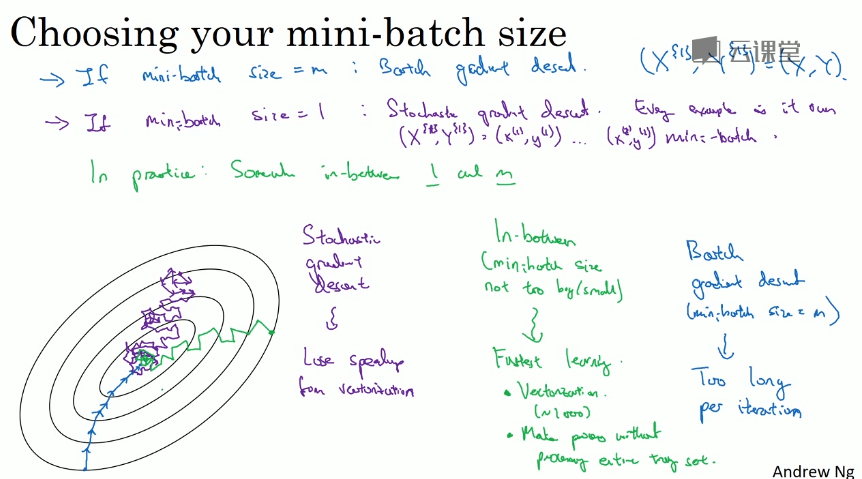 Choosing your mini-batch size
→ If mini-batch size = m : Batch gradient descent. (X^{1}, Y^{1}) = (X, Y).
云课堂
→ If mini-batch size = 1 : Stochastic gradient descent. Every example is it own
(X^{1}, Y^{1}) = (x^(1), y^(1)) ... mini-batch.
In practice: in-between 1 and m
Stochastic
gradient
descent
Lose speedup
from vectorization
In-between
(mini-batch size
not too big/small)
Fastest learning.
• Vectorization.
(~1000)
• Make progress without
processing entire training set.
Batch
gradient descent
(mini-batch size = m)
Too long
per iteration
Andrew Ng